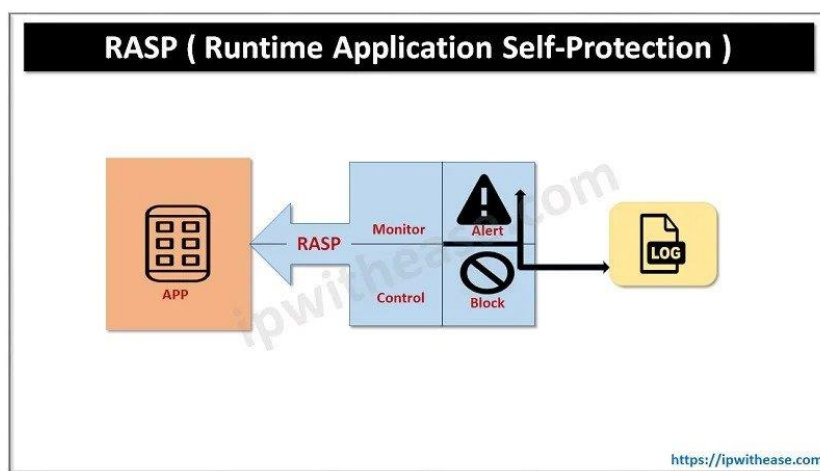 RASP ( Runtime Application Self-Protection )
Monitor
Alert
RASP
LOG
APP
Control
Block
ipwithease.com
https://ipwithease.com